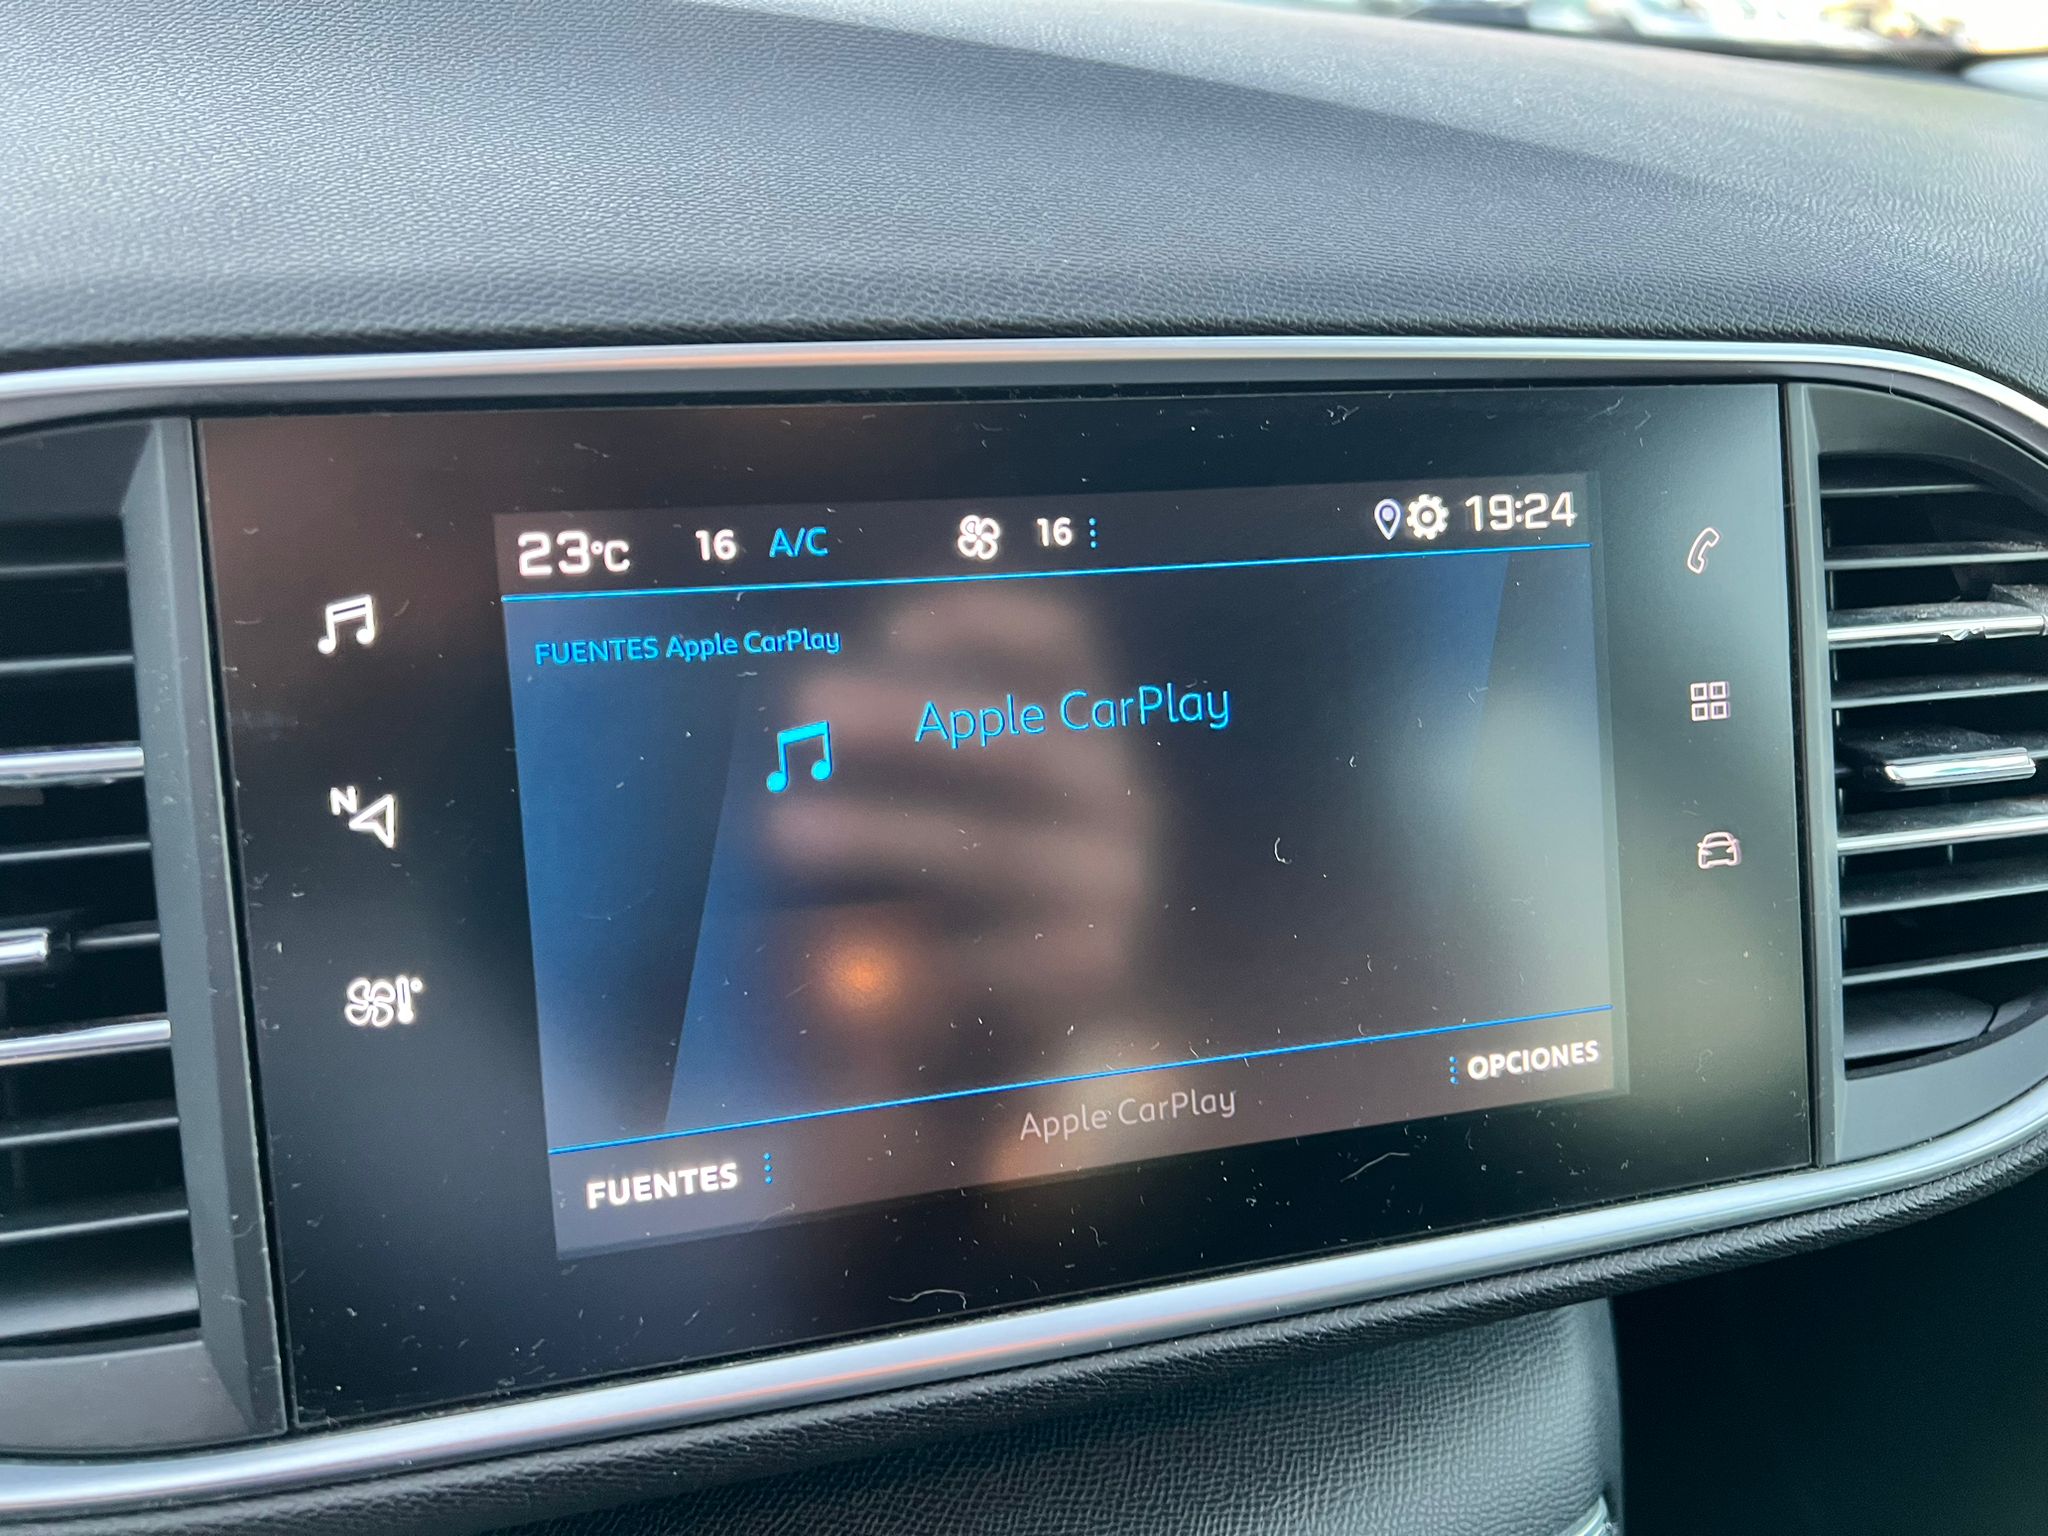 23°C 16 A/C 16 19:24
FUENTES Apple CarPlay
Apple CarPlay
N
FUENTES Apple CarPlay OPCIONES